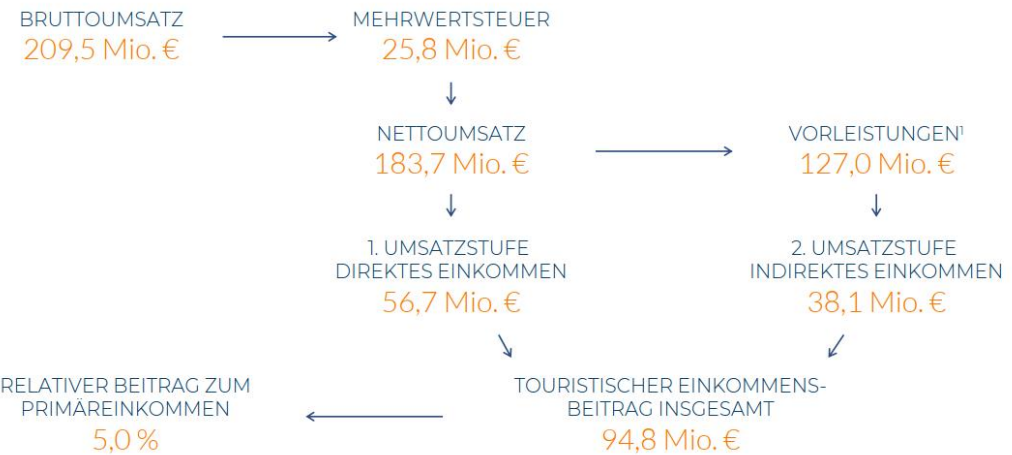 BRUTTOUMSATZ
209,5 Mio. €
MEHRWERTSTEUER
25,8 Mio. €
NETTOUMSATZ
183,7 Mio. €
VORLEISTUNGEN¹
127,0 Mio. €
1. UMSATZSTUFE
DIREKTES EINKOMMEN
56,7 Mio. €
2. UMSATZSTUFE
INDIREKTES EINKOMMEN
38,1 Mio. €
RELATIVER BEITRAG ZUM
PRIMÄREINKOMMEN
5,0 %
TOURISTISCHER EINKOMMENS-
BEITRAG INSGESAMT
94,8 Mio. €